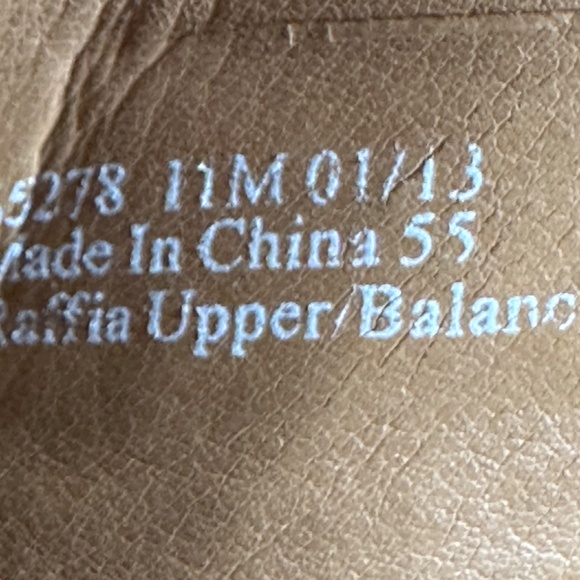 5278 11M 01/13
Made In China 55
Raffia Upper/Balanc